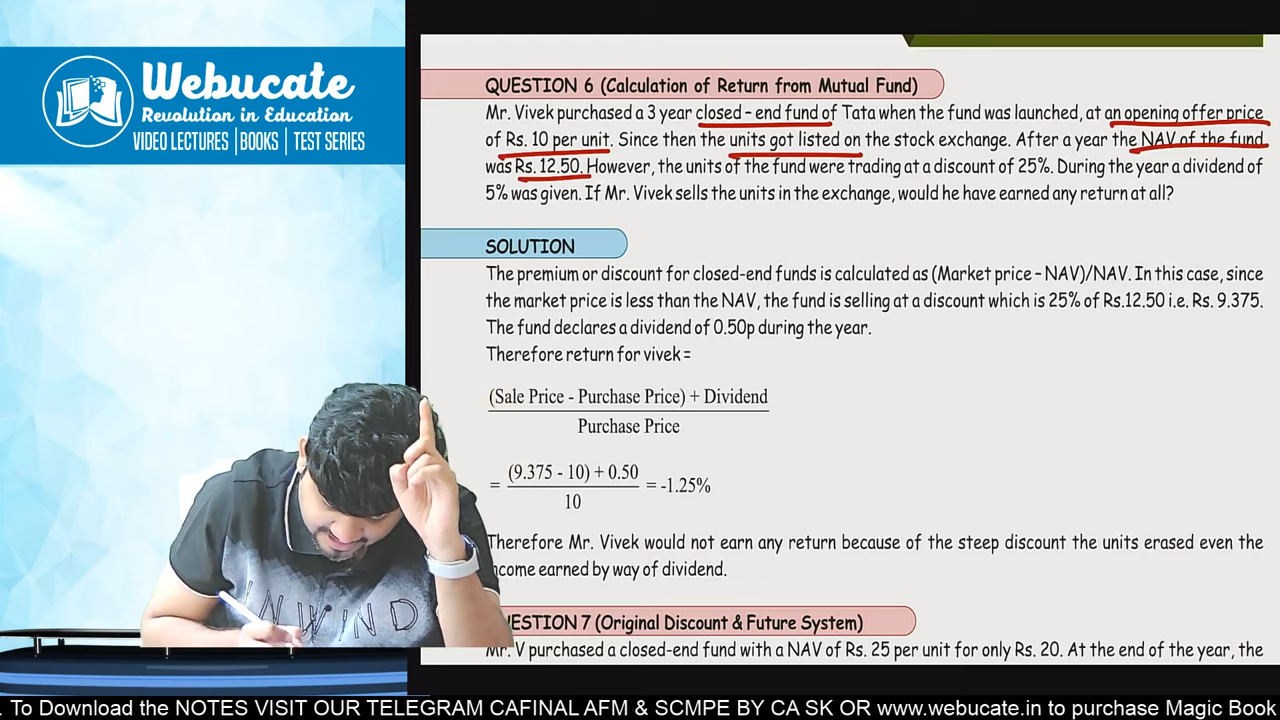 Webucate
Revolution in Education
VIDEO LECTURES | BOOKS | TEST SERIES
QUESTION 6 (Calculation of Return from Mutual Fund)
Mr. Vivek purchased a 3 year closed – end fund of Tata when the fund was launched, at an opening offer price
of Rs. 10 per unit. Since then the units got listed on the stock exchange. After a year the NAV of the fund
was Rs. 12.50. However, the units of the fund were trading at a discount of 25%. During the year a dividend of
5% was given. If Mr. Vivek sells the units in the exchange, would he have earned any return at all?
SOLUTION
The premium or discount for closed-end funds is calculated as (Market price – NAV)/NAV. In this case, since
the market price is less than the NAV, the fund is selling at a discount which is 25% of Rs.12.50 i.e. Rs. 9.375.
The fund declares a dividend of 0.50p during the year.
Therefore return for vivek =
(Sale Price - Purchase Price) + Dividend
Purchase Price
= (9.375 - 10) + 0.50 = -1.25%
10
Therefore Mr. Vivek would not earn any return because of the steep discount the units erased even the
ncome earned by way of dividend.
UNWIND
ESTION 7 (Original Discount & Future System)
Mr. V purchased a closed-end fund with a NAV of Rs. 25 per unit for only Rs. 20. At the end of the year, the
. To Download the NOTES VISIT OUR TELEGRAM CAFINAL AFM & SCMPE BY CA SK OR www.webucate.in to purchase Magic Book